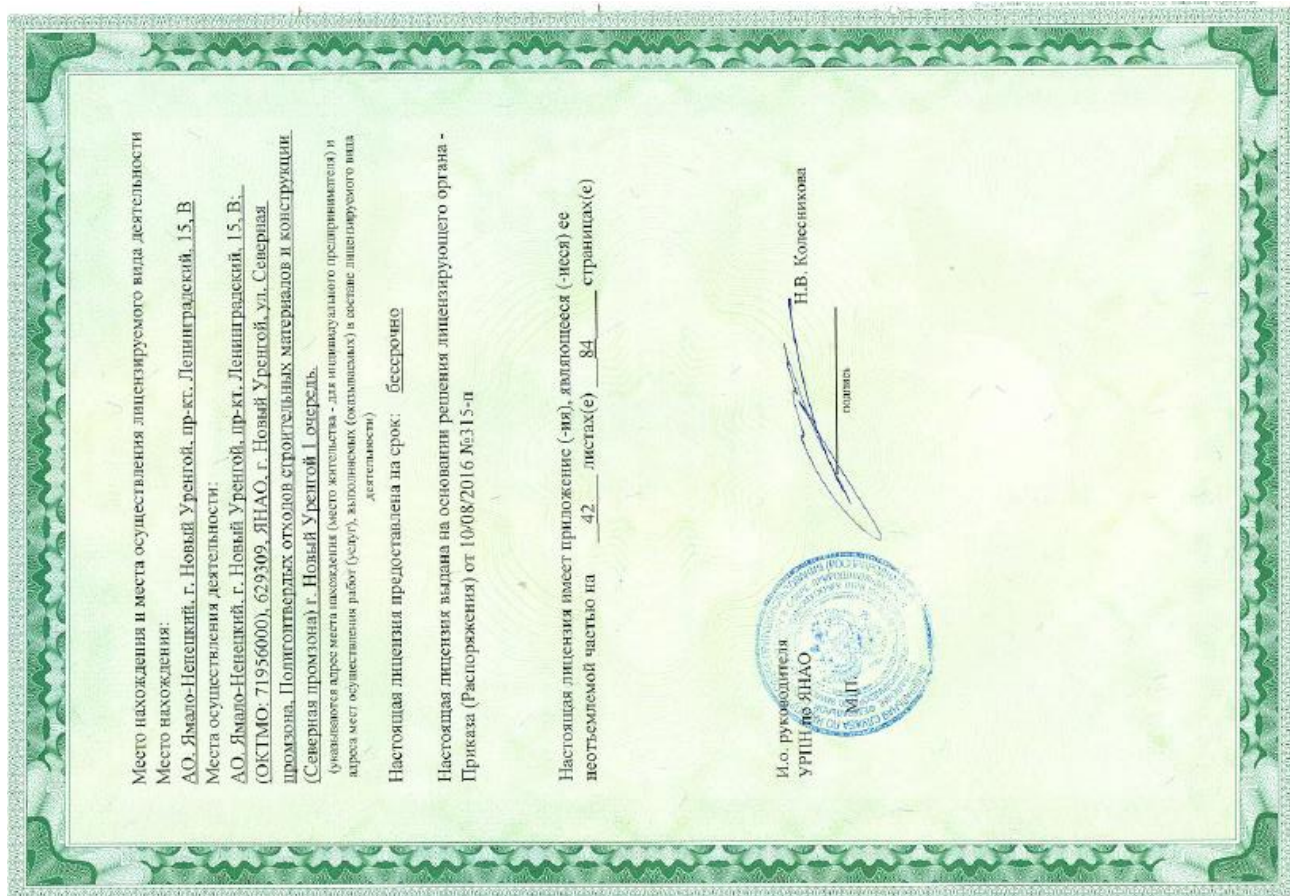 Место нахождения и места осуществления лицензируемого вида деятельности
Место нахождения:
АО, Ямало-Ненецкий, г. Новый Уренгой, пр-кт. Ленинградский, 15, В
Места осуществления деятельности:
АО, Ямало-Ненецкий, г. Новый Уренгой, пр-кт. Ленинградский, 15, В;
(ОКТМО: 71956000), 629309, ЯНАО, г. Новый Уренгой, ул. Северная
промзона, Полигонтвердых отходов строительных материалов и конструкции
(Северная промзона) г. Новый Уренгой 1 очередь.
(указываются адрес места нахождения (место жительства - для индивидуального предпринимателя) и
адреса мест осуществления работ (услуг), выполняемых (оказываемых) в составе лицензируемого вида
деятельности)
Настоящая лицензия предоставлена на срок: бессрочно
Настоящая лицензия выдана на основании решения лицензирующего органа -
Приказа (Распоряжения) от 10/08/2016 №315-п
Настоящая лицензия имеет приложение (-ия), являющееся (-иеся) ее
неотъемлемой частью на 42 листах(е) 84 страницах(е)
И.о. руководителя
УРПН по ЯНАО
Н.В. Колесникова
М.П.
подпись